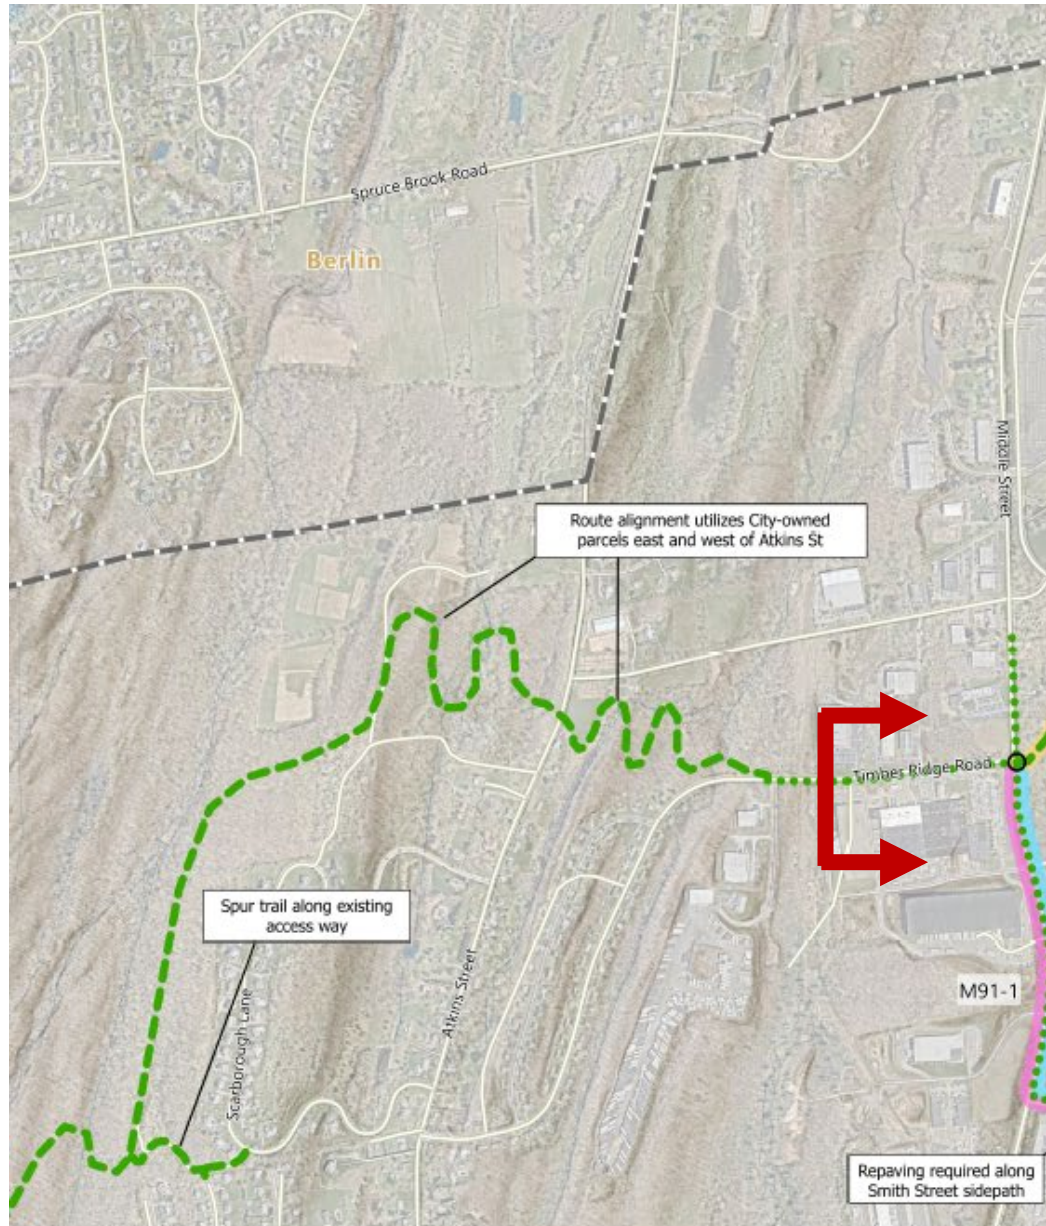 Spruce Brook Road
Berlin
Middle Street
Route alignment utilizes City-owned
parcels east and west of Atkins St
Timber Ridge Road
Spur trail along existing
access way
Scarborough Lane
Atkins Street
M91-1
Repaving required along
Smith Street sidepath